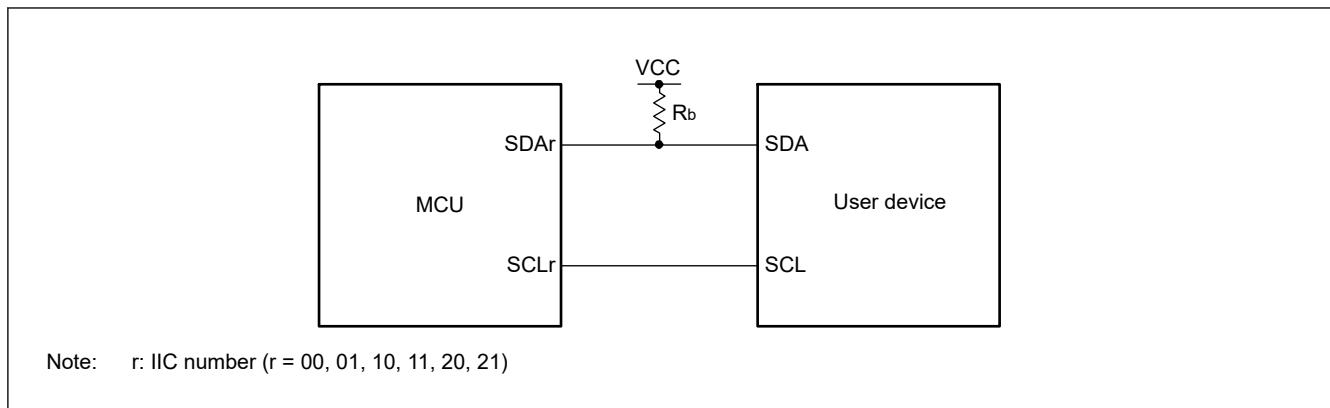 VCC
Rb
SDAr
SDA
MCU
User device
SCLr
SCL
Note: r: IIC number (r = 00, 01, 10, 11, 20, 21)